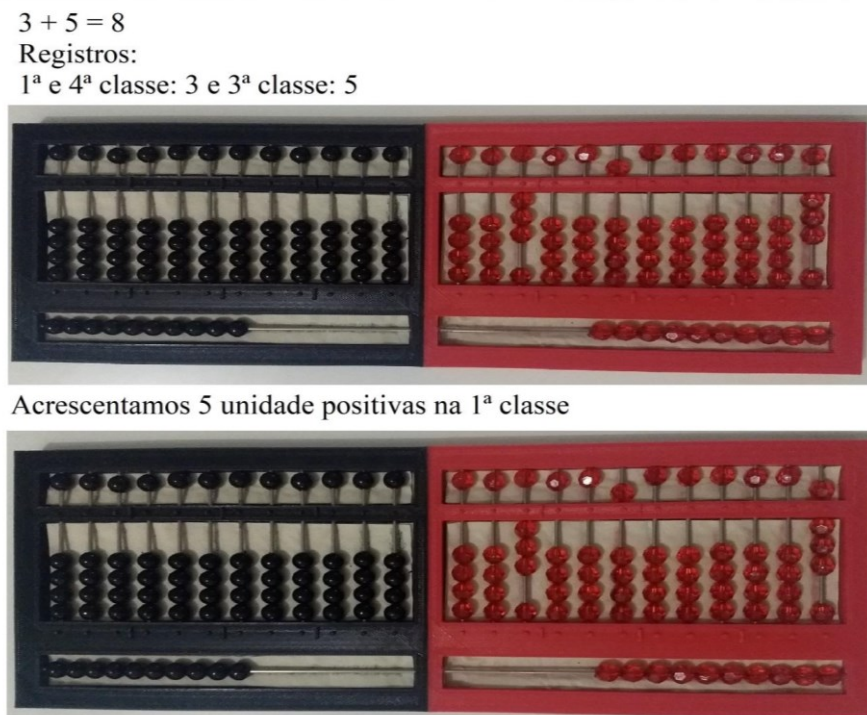 3 + 5 = 8
Registros:
1ª e 4ª classe: 3 e 3ª classe: 5
Acrescentamos 5 unidade positivas na 1ª classe